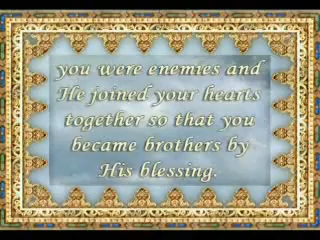 you were enemies and
He joined your hearts
together so that you
became brothers by
His blessing.